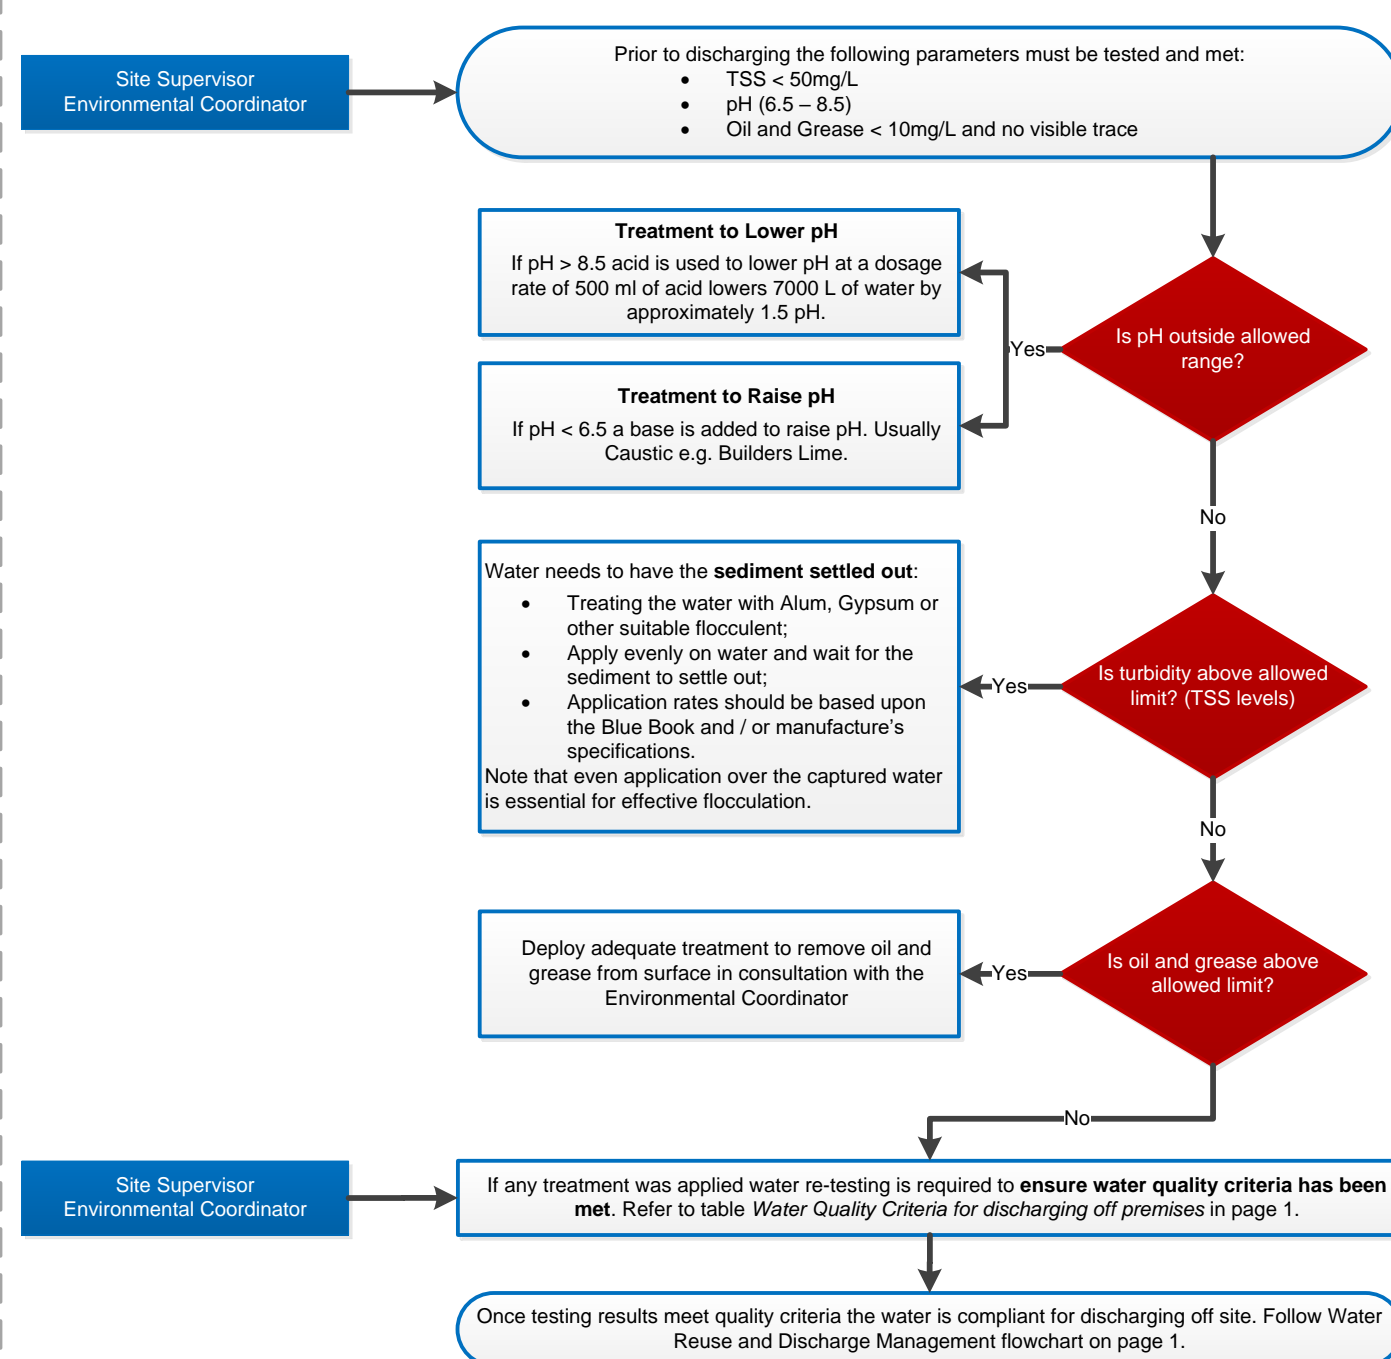 Site Supervisor
Environmental Coordinator
Prior to discharging the following parameters must be tested and met:
• TSS < 50mg/L
• pH (6.5 – 8.5)
• Oil and Grease < 10mg/L and no visible trace
Treatment to Lower pH
If pH > 8.5 acid is used to lower pH at a dosage
rate of 500 ml of acid lowers 7000 L of water by
approximately 1.5 pH.
Is pH outside allowed
range?
Yes
Treatment to Raise pH
If pH < 6.5 a base is added to raise pH. Usually
Caustic e.g. Builders Lime.
No
Water needs to have the sediment settled out:
• Treating the water with Alum, Gypsum or
other suitable flocculent;
• Apply evenly on water and wait for the
sediment to settle out;
• Application rates should be based upon
the Blue Book and / or manufacture's
specifications.
Note that even application over the captured water
is essential for effective flocculation.
Yes
Is turbidity above allowed
limit? (TSS levels)
No
Deploy adequate treatment to remove oil and
grease from surface in consultation with the
Environmental Coordinator
Yes
Is oil and grease above
allowed limit?
No
Site Supervisor
Environmental Coordinator
If any treatment was applied water re-testing is required to ensure water quality criteria has been
met. Refer to table Water Quality Criteria for discharging off premises in page 1.
Once testing results meet quality criteria the water is compliant for discharging off site. Follow Water
Reuse and Discharge Management flowchart on page 1.